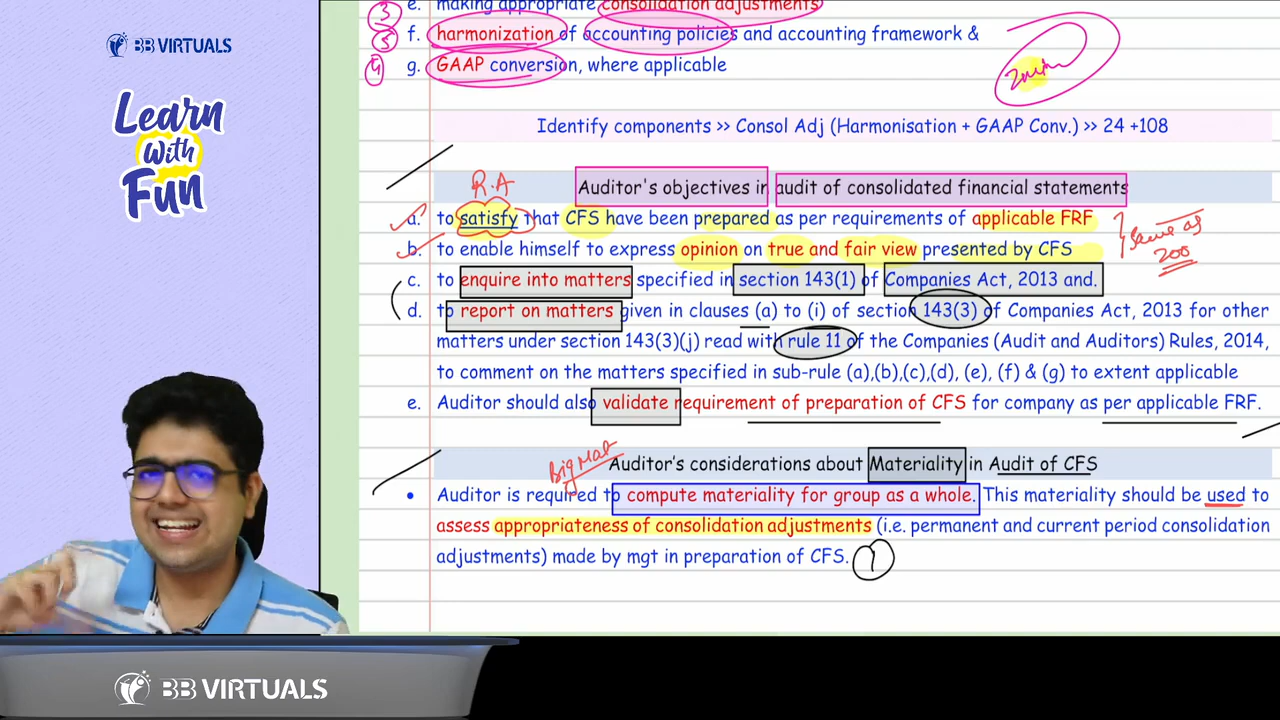 BB VIRTUALS
Learn
With
Fun
3 e. making appropriate consolidation adjustments
5 f. harmonization of accounting policies and accounting framework &
4 g. GAAP conversion, where applicable
Identify components >> Consol Adj (Harmonisation + GAAP Conv.) >> 24 +108
R.A
Auditor's objectives in audit of consolidated financial statements
a. to satisfy that CFS have been prepared as per requirements of applicable FRF
b. to enable himself to express opinion on true and fair view presented by CFS
Same as
200
c. to enquire into matters specified in section 143(1) of Companies Act, 2013 and.
d. to report on matters given in clauses (a) to (i) of section 143(3) of Companies Act, 2013 for other
matters under section 143(3)(j) read with rule 11 of the Companies (Audit and Auditors) Rules, 2014,
to comment on the matters specified in sub-rule (a),(b),(c),(d), (e), (f) & (g) to extent applicable
e. Auditor should also validate requirement of preparation of CFS for company as per applicable FRF.
Big Mat
Auditor's considerations about Materiality in Audit of CFS
• Auditor is required to compute materiality for group as a whole. This materiality should be used to
assess appropriateness of consolidation adjustments (i.e. permanent and current period consolidation
adjustments) made by mgt in preparation of CFS. 1
BB VIRTUALS